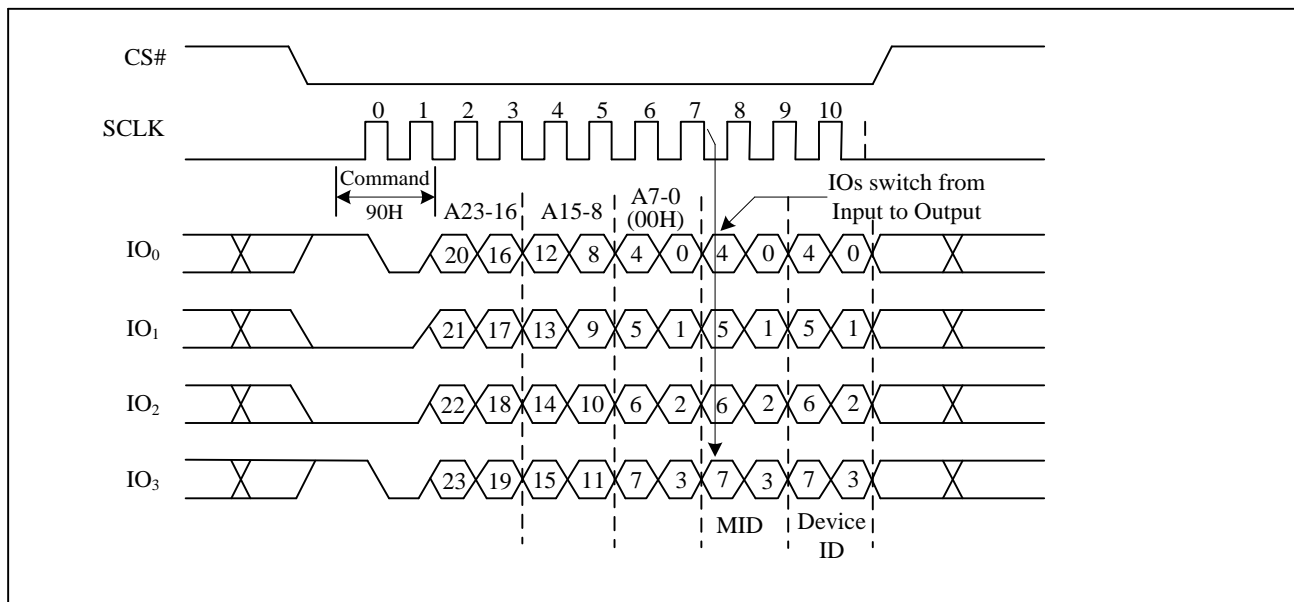 CS#
0 1 2 3 4 5 6 7 8 9 10
SCLK
Command
90H
A23-16
A15-8
A7-0
(00H)
IOs switch from
Input to Output
IO₀
20 16 12 8 4 0 4 0 4 0
IO₁
21 17 13 9 5 1 5 1 5 1
IO₂
22 18 14 10 6 2 6 2 6 2
IO₃
23 19 15 11 7 3 7 3 7 3
MID
Device
ID